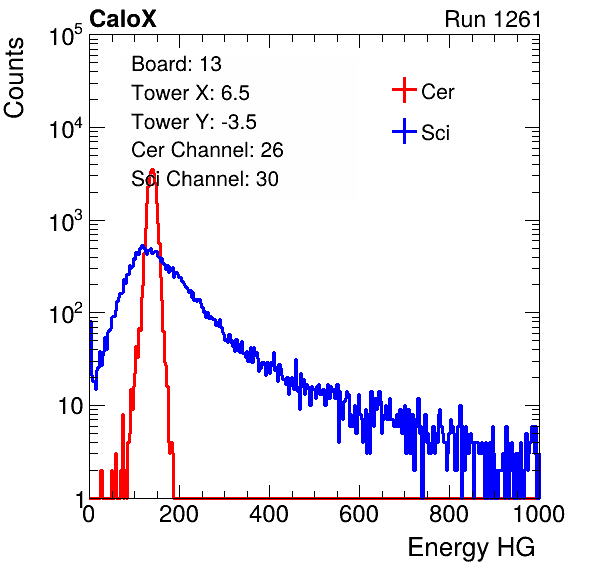 CaloX Run 1261
Counts
10^5
10^4
10^3
10^2
10
1
Board: 13
Tower X: 6.5
Tower Y: -3.5
Cer Channel: 26
Sci Channel: 30
Cer
Sci
0 200 400 600 800 1000
Energy HG